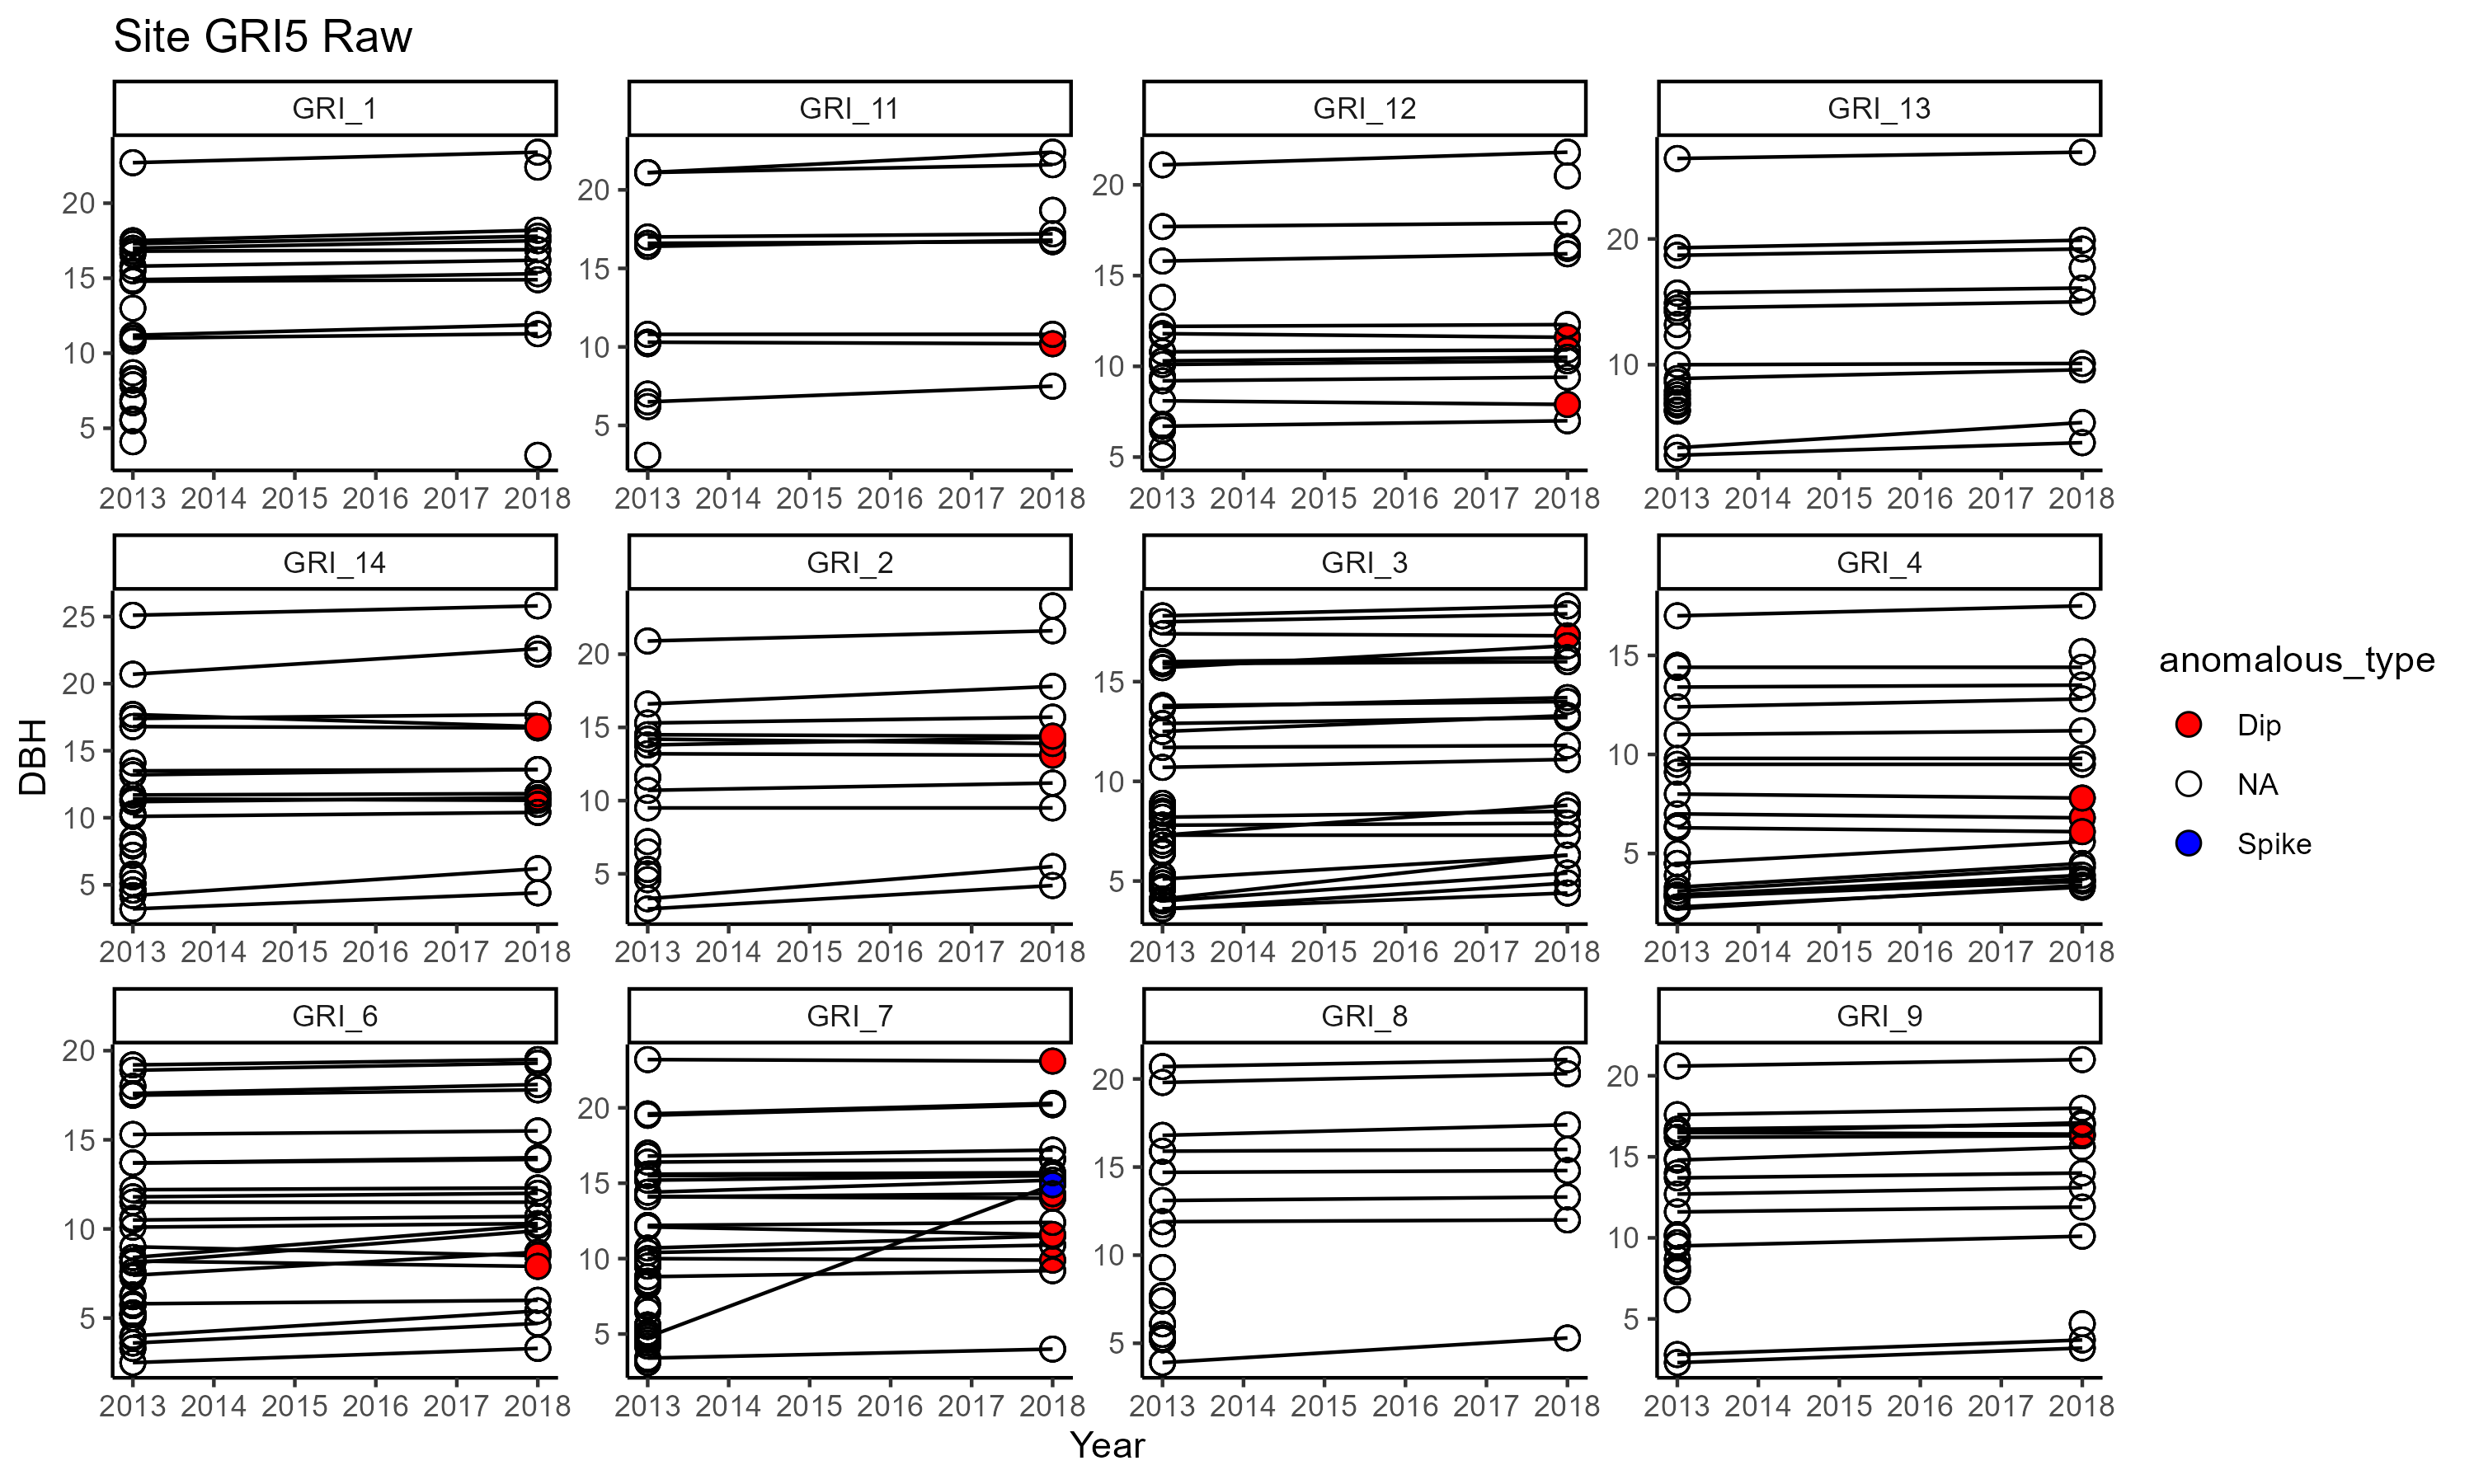 Site GRI5 Raw
GRI_1 GRI_11 GRI_12 GRI_13
20 15 10 5
20 15 10 5
20 15 10 5
20 10
2013 2014 2015 2016 2017 2018 2013 2014 2015 2016 2017 2018 2013 2014 2015 2016 2017 2018 2013 2014 2015 2016 2017 2018
GRI_14 GRI_2 GRI_3 GRI_4
25 20 15 10 5
20 15 10 5
15 10 5
15 10 5
2013 2014 2015 2016 2017 2018 2013 2014 2015 2016 2017 2018 2013 2014 2015 2016 2017 2018 2013 2014 2015 2016 2017 2018
GRI_6 GRI_7 GRI_8 GRI_9
20 15 10 5
20 15 10 5
20 15 10 5
20 15 10 5
2013 2014 2015 2016 2017 2018 2013 2014 2015 2016 2017 2018 2013 2014 2015 2016 2017 2018 2013 2014 2015 2016 2017 2018
DBH
Year
anomalous_type
Dip
NA
Spike